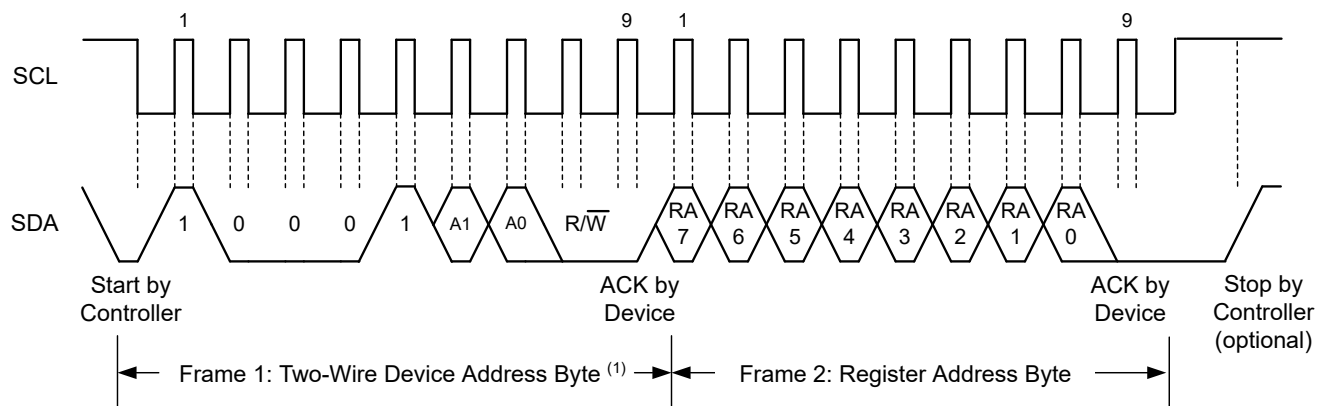 1 9 1 9
SCL
SDA
1 0 0 0 1 A1 A0 R/W̅ RA RA RA RA RA RA RA RA
7 6 5 4 3 2 1 0
Start by ACK by ACK by Stop by
Controller Device Device Controller
(optional)
Frame 1: Two-Wire Device Address Byte (1) Frame 2: Register Address Byte